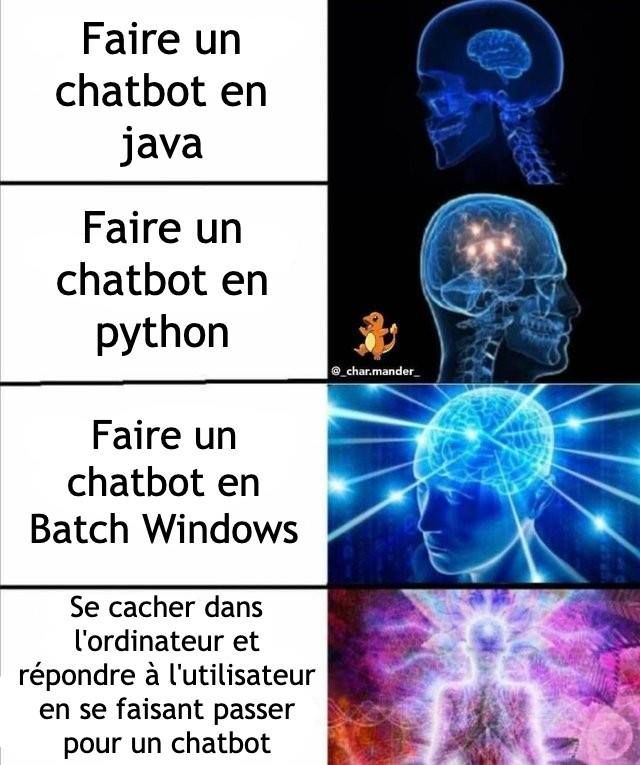 Faire un
chatbot en
java
Faire un
chatbot en
python
@_char.mander_
Faire un
chatbot en
Batch Windows
Se cacher dans
l'ordinateur et
répondre à l'utilisateur
en se faisant passer
pour un chatbot